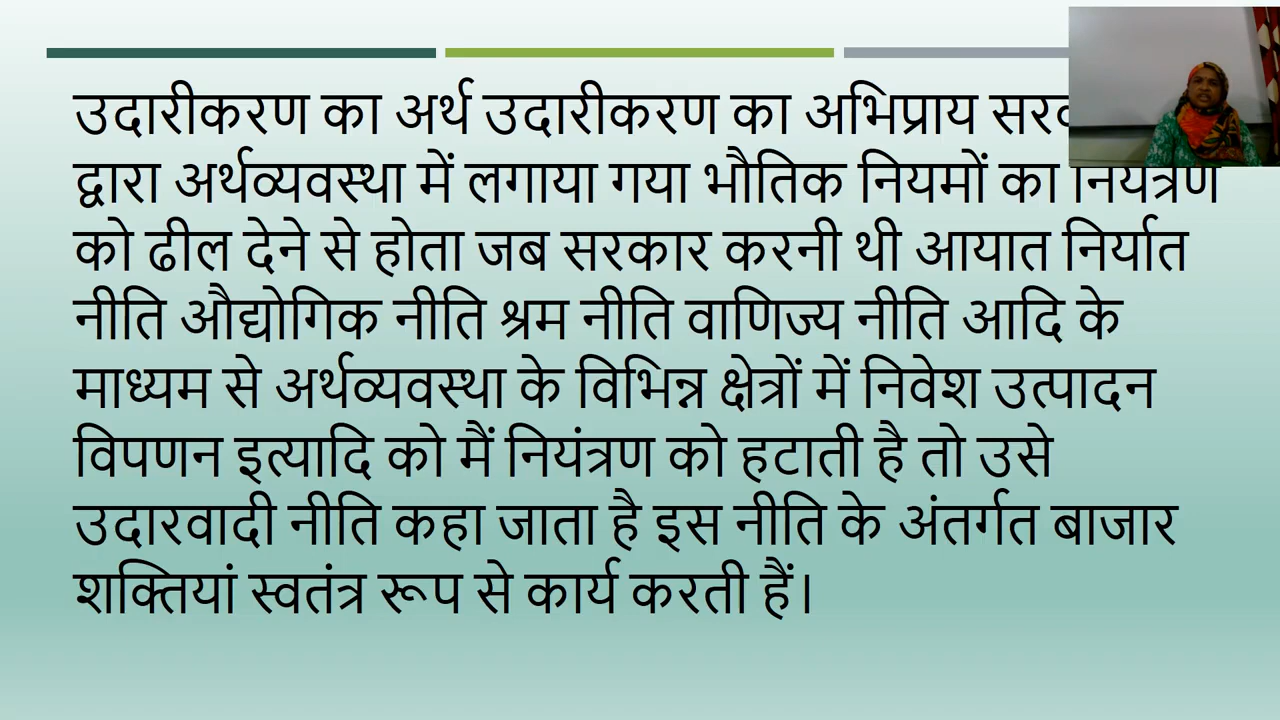 उदारीकरण का अर्थ उदारीकरण का अभिप्राय
द्वारा अर्थव्यवस्था में लगाया गया भौतिक नियमों का नियंत्रण
को ढील देने से होता जब सरकार करनी थी आयात निर्यात
नीति औद्योगिक नीति श्रम नीति वाणिज्य नीति आदि के
माध्यम से अर्थव्यवस्था के विभिन्न क्षेत्रों में निवेश उत्पादन
विपणन इत्यादि को मैं नियंत्रण को हटाती है तो उसे
उदारवादी नीति कहा जाता है इस नीति के अंतर्गत बाजार
शक्तियां स्वतंत्र रूप से कार्य करती हैं।